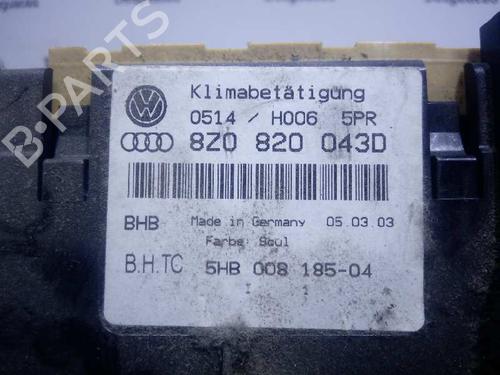 Klimabetätigung
0514 / H006 5PR
8Z0 820 043D
BHB Made in Germany 05.03.03
Farbe: Soul
B.H.TC 5HB 008 185-04
I 1
B-PARTS